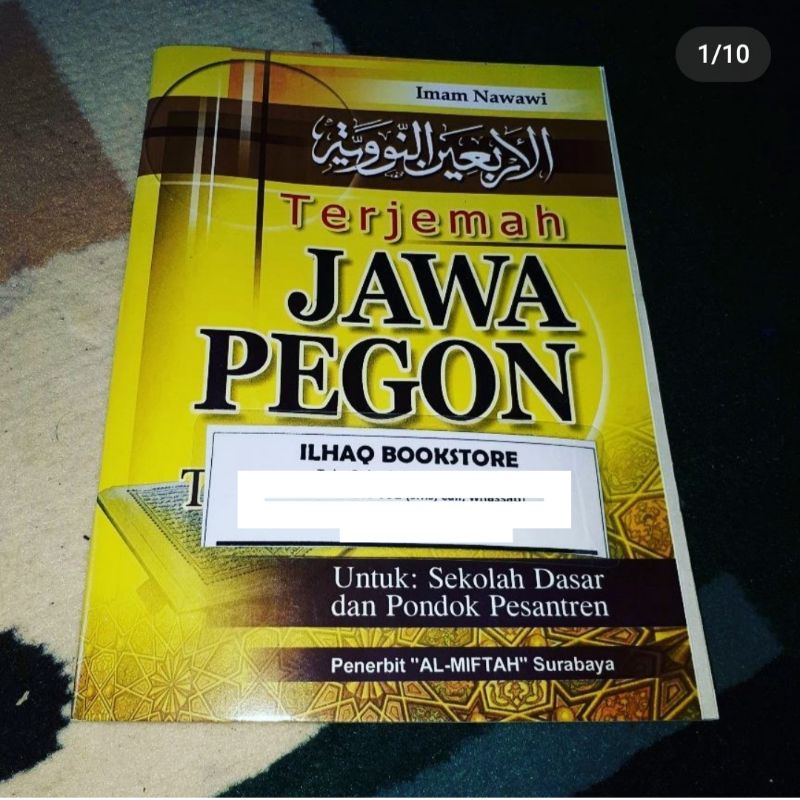 1/10
Imam Nawawi
الأربعين النووية
Terjemah
JAWA
PEGON
ILHAQ BOOKSTORE
Untuk: Sekolah Dasar
dan Pondok Pesantren
Penerbit "AL-MIFTAH" Surabaya